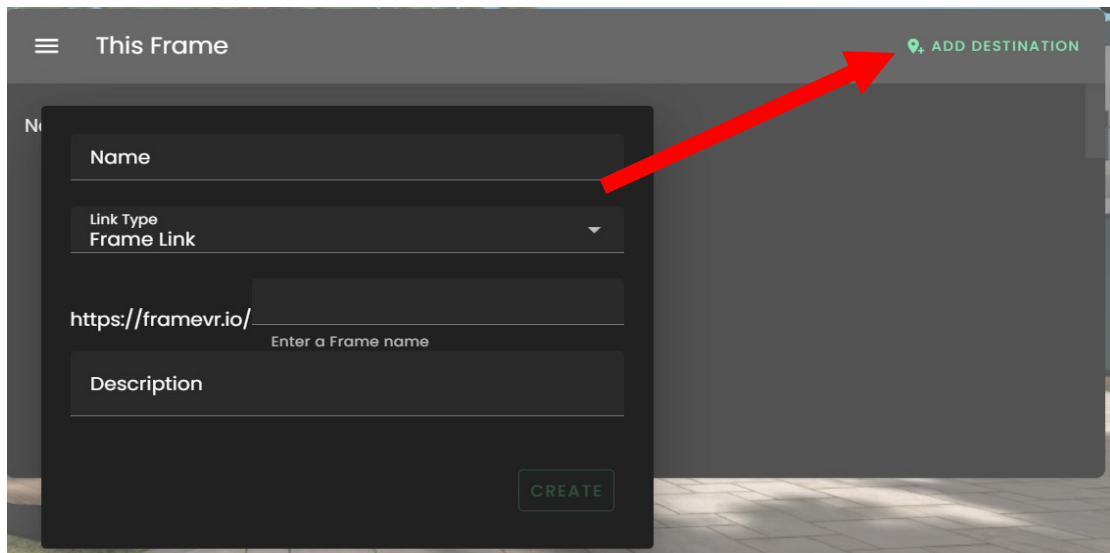 This Frame
ADD DESTINATION
Name
Link Type
Frame Link
https://framevr.io/
Enter a Frame name
Description
CREATE